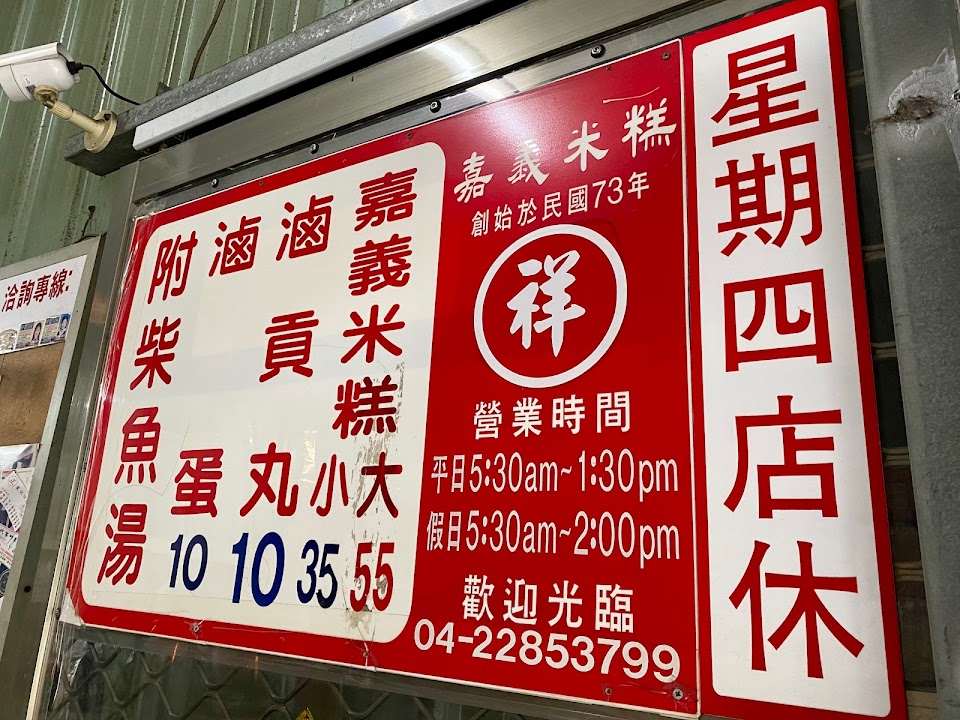 星期四店休
嘉義米糕
創始於民國73年
祥
營業時間
平日5:30am~1:30pm
假日5:30am~2:00pm
歡迎光臨
04-22853799
嘉義米糕
大 55
小 35
滷貢丸 10
滷蛋 10
附柴魚湯
洽詢專線: